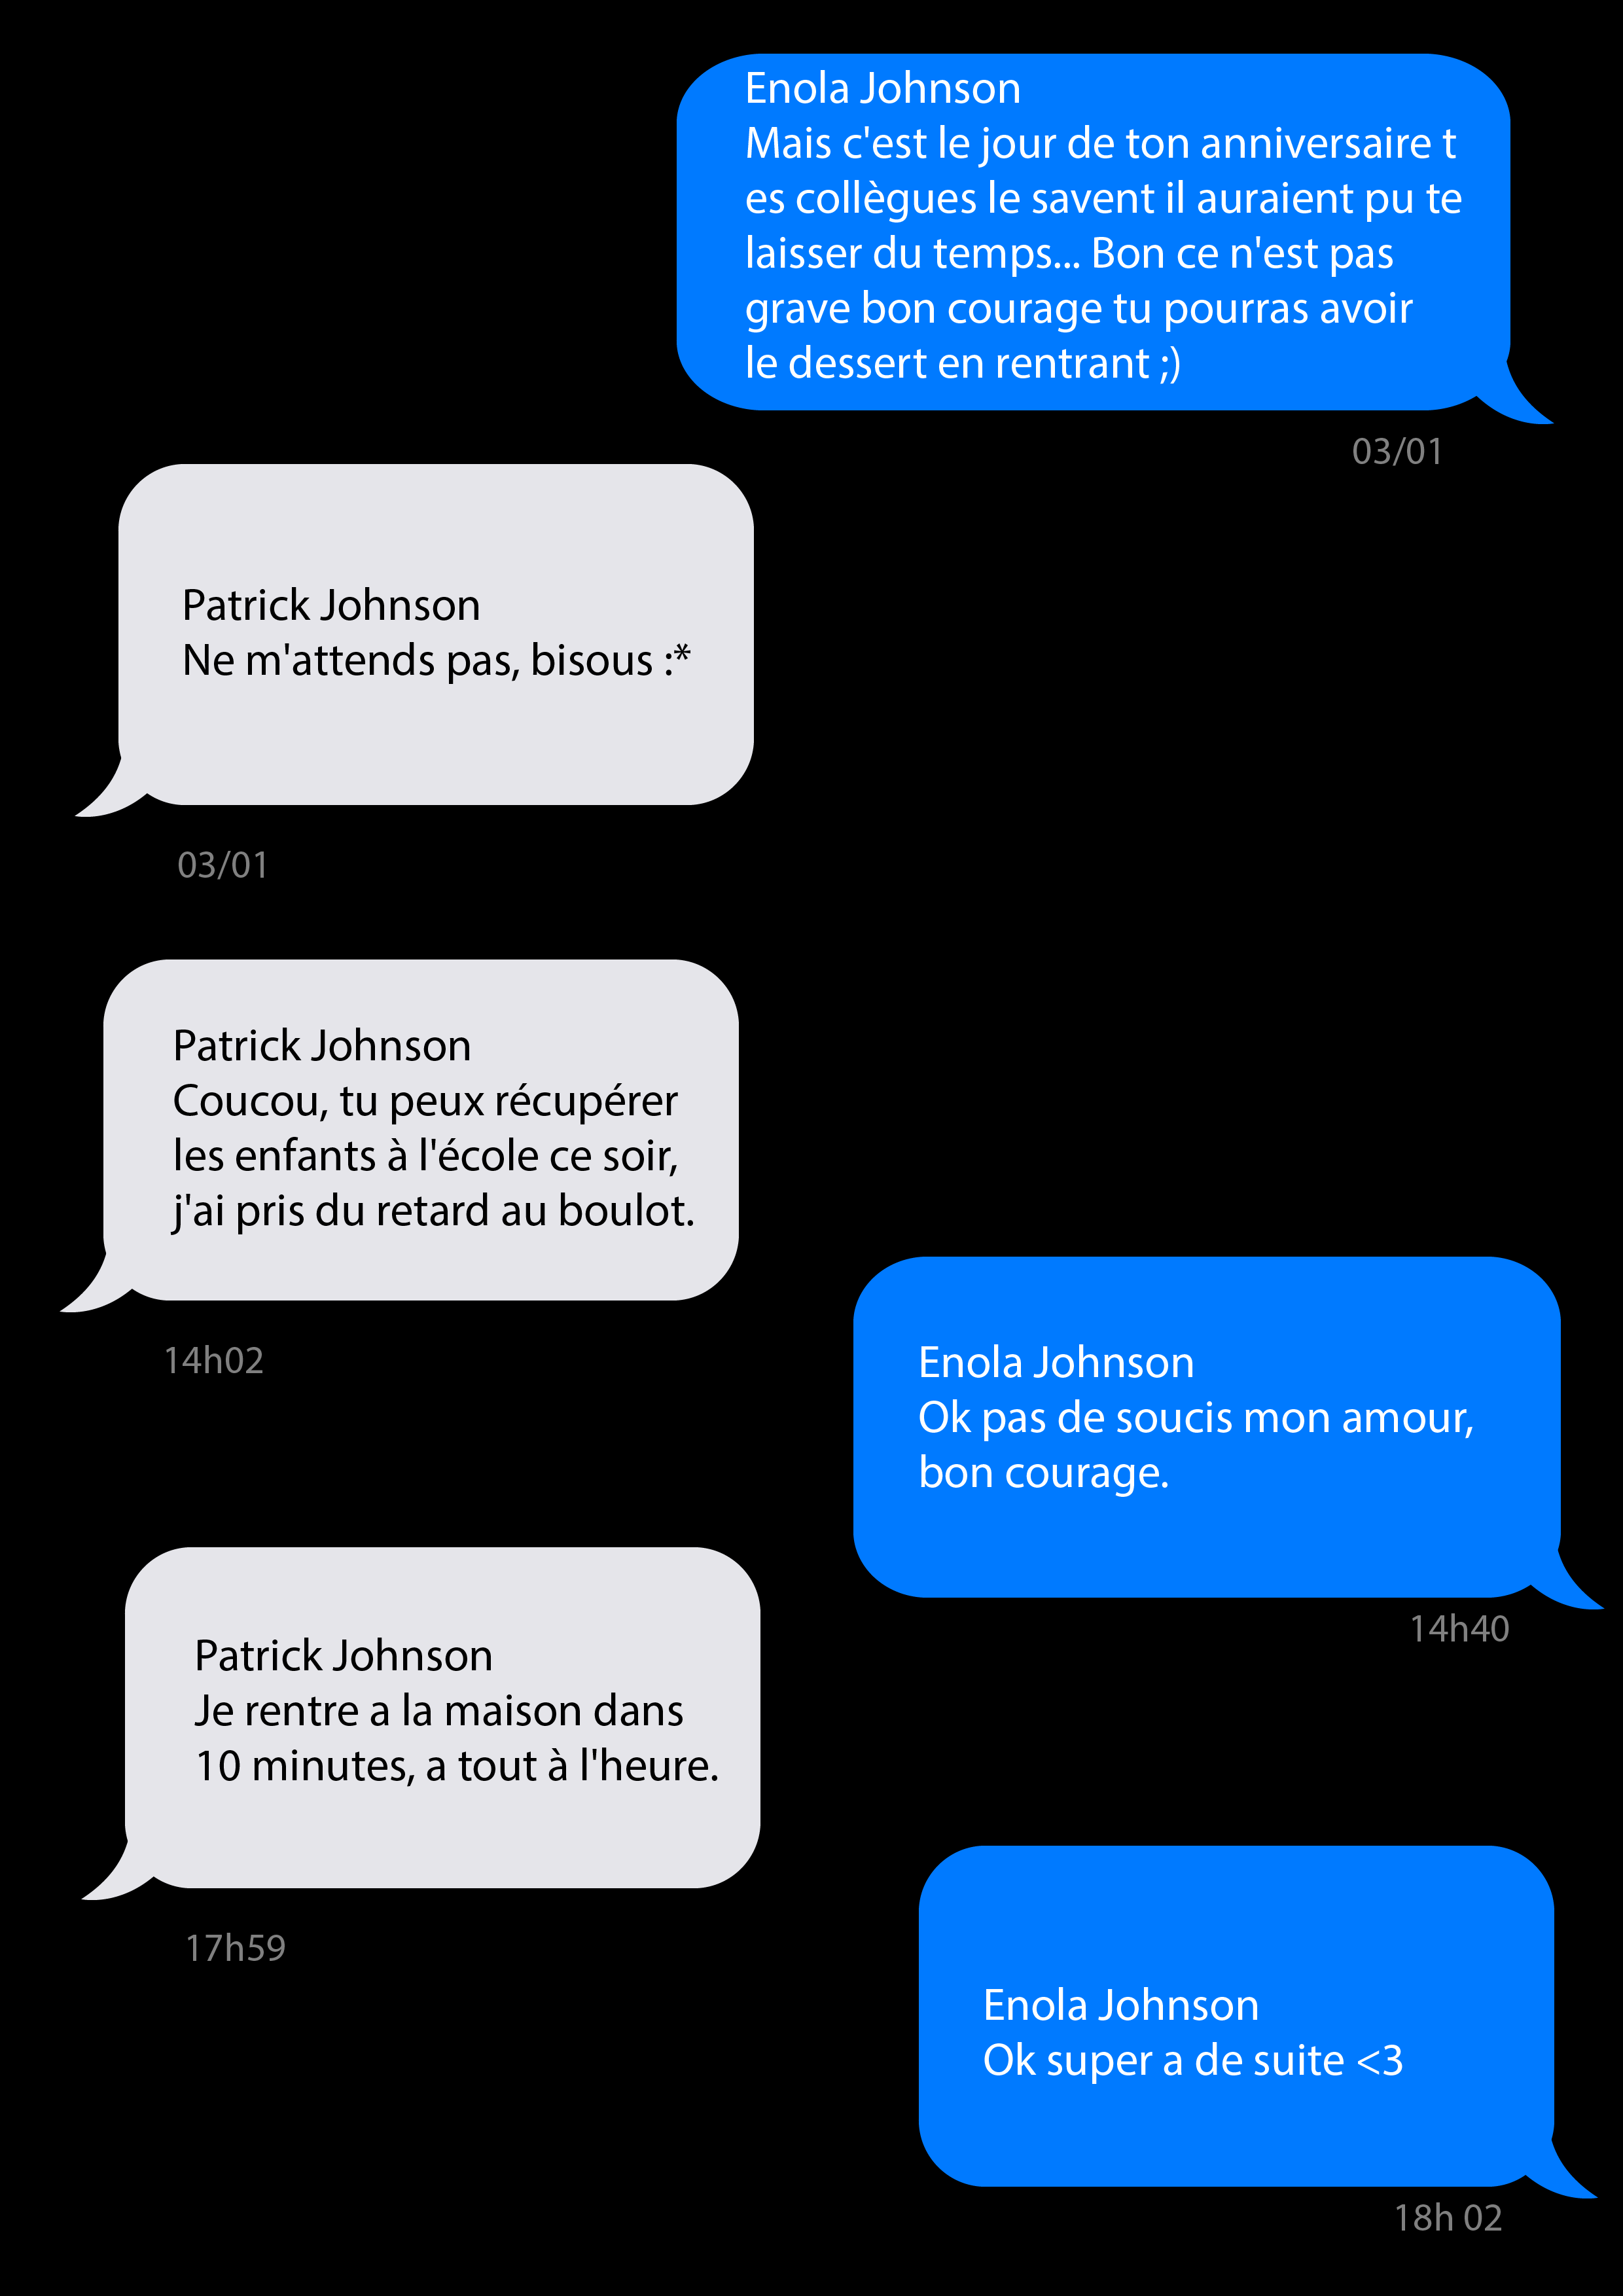 Enola Johnson
Mais c'est le jour de ton anniversaire t
es collègues le savent il auraient pu te
laisser du temps... Bon ce n'est pas
grave bon courage tu pourras avoir
le dessert en rentrant ;)
03/01
Patrick Johnson
Ne m'attends pas, bisous :*
03/01
Patrick Johnson
Coucou, tu peux récupérer
les enfants à l'école ce soir,
j'ai pris du retard au boulot.
14h02
Enola Johnson
Ok pas de soucis mon amour,
bon courage.
14h40
Patrick Johnson
Je rentre a la maison dans
10 minutes, a tout à l'heure.
17h59
Enola Johnson
Ok super a de suite <3
18h 02